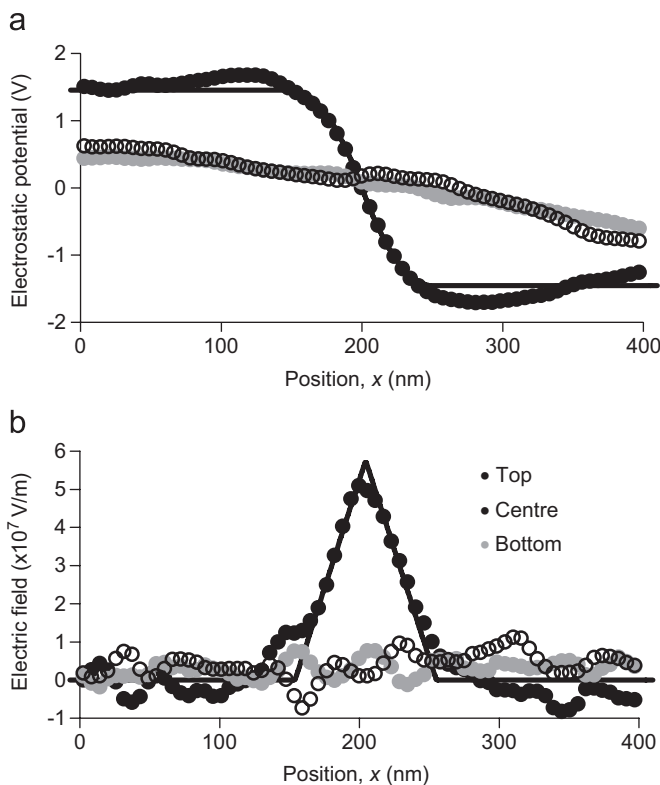 a
Electrostatic potential (V)
2
1
0
-1
-2
0 100 200 300 400
Position, x (nm)
b
Electric field (x10⁷ V/m)
6
5
4
3
2
1
0
-1
Top
Centre
Bottom
0 100 200 300 400
Position, x (nm)